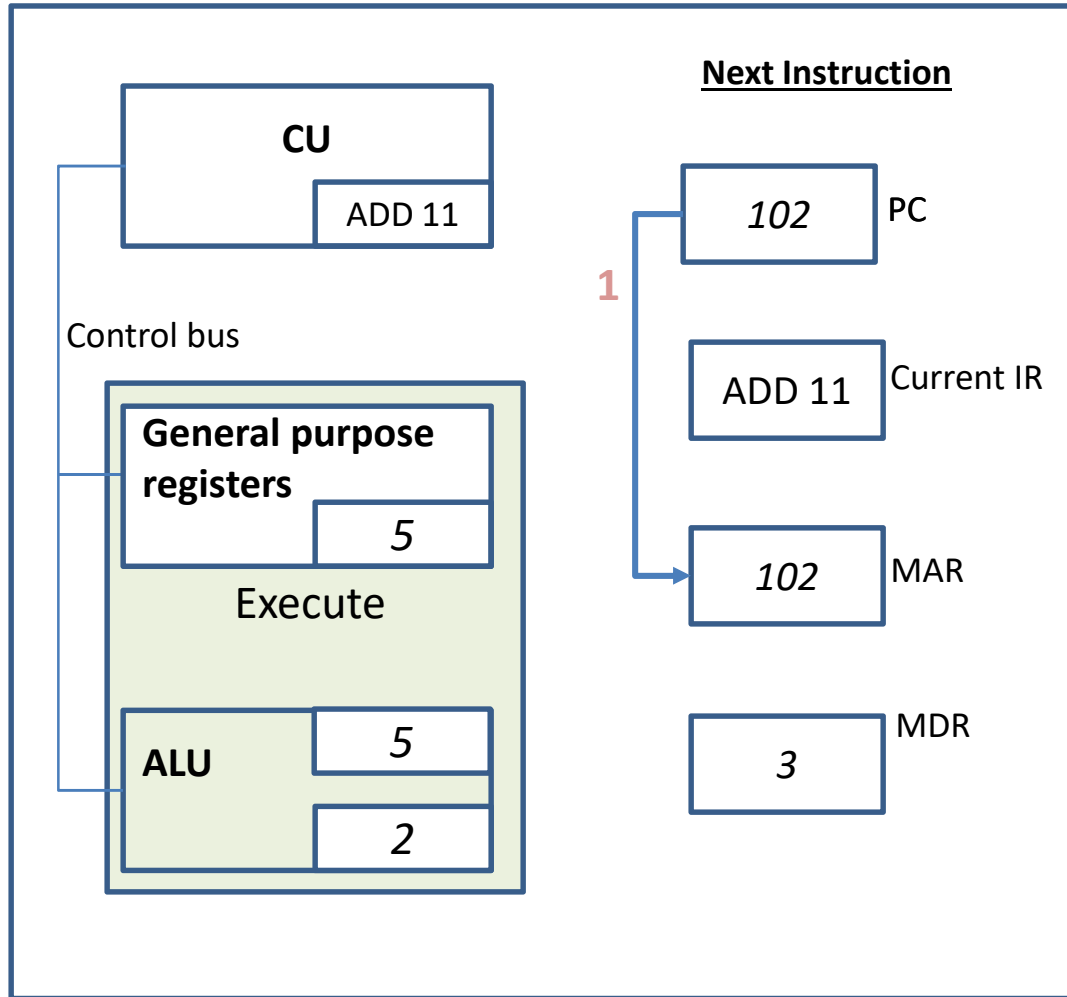 Next Instruction
CU
ADD 11
102
PC
1
Control bus
ADD 11
Current IR
General purpose
registers
5
Execute
102
MAR
ALU
5
2
MDR
3